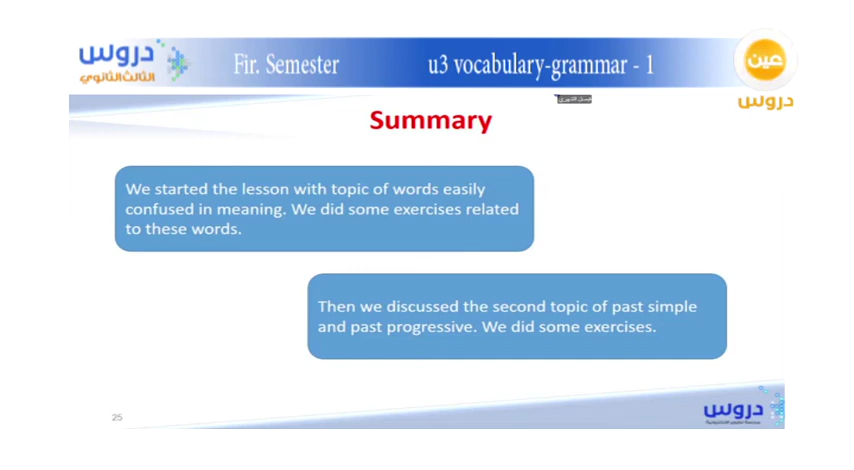 دروس
الثالث الثانوي
Fir. Semester
u3 vocabulary-grammar - 1
عين
دروس
Summary
We started the lesson with topic of words easily
confused in meaning. We did some exercises related
to these words.
Then we discussed the second topic of past simple
and past progressive. We did some exercises.
25
دروس